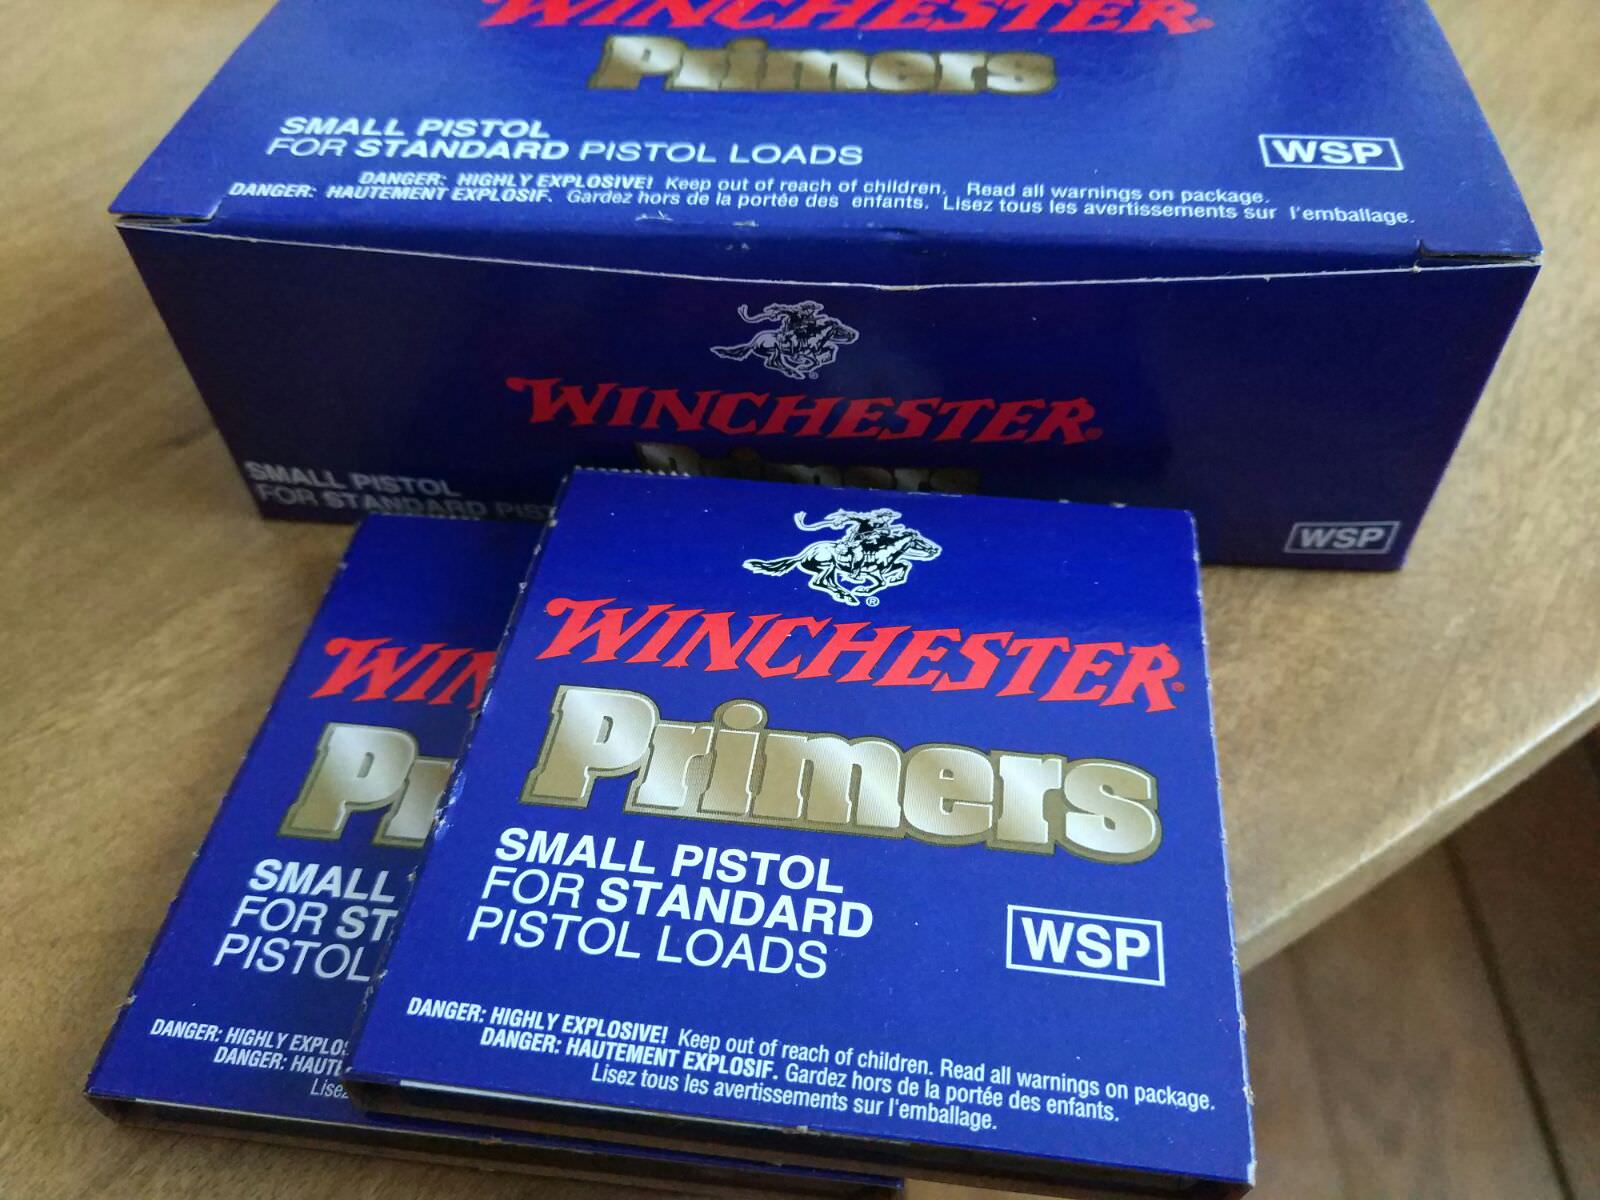 WINCHESTER
Primers
SMALL PISTOL
FOR STANDARD PISTOL LOADS
WSP
DANGER: HIGHLY EXPLOSIVE! Keep out of reach of children. Read all warnings on package.
DANGER: HAUTEMENT EXPLOSIF. Gardez hors de la portée des enfants. Lisez tous les avertissements sur l'emballage.
WINCHESTER
Primers
SMALL PISTOL
FOR STANDARD PIST
WSP
WIN
Pr
SMALL
FOR ST
PISTOL
DANGER: HIGHLY EXPLOS
DANGER: HAUTE
Lisez
®
WINCHESTER
Primers
SMALL PISTOL
FOR STANDARD
PISTOL LOADS
WSP
DANGER: HIGHLY EXPLOSIVE! Keep out of reach of children. Read all warnings on package.
DANGER: HAUTEMENT EXPLOSIF. Gardez hors de la portée des enfants.
Lisez tous les avertissements sur l'emballage.